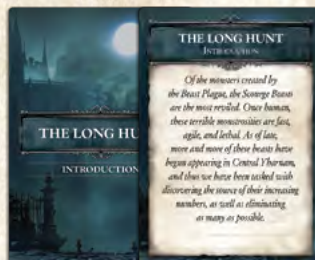 THE LONG HU
INTRODUCTION
THE LONG HUNT
INTRODUCTION
Of the monsters created by
the Beast Plague, the Scourge Beasts
are the most reviled. Once human,
these terrible monstrosities are fast,
agile, and lethal. As of late,
more and more of these beasts have
begun appearing in Central Yharnam,
and thus we have been tasked with
discovering the source of their increasing
numbers, as well as eliminating
as many as possible.